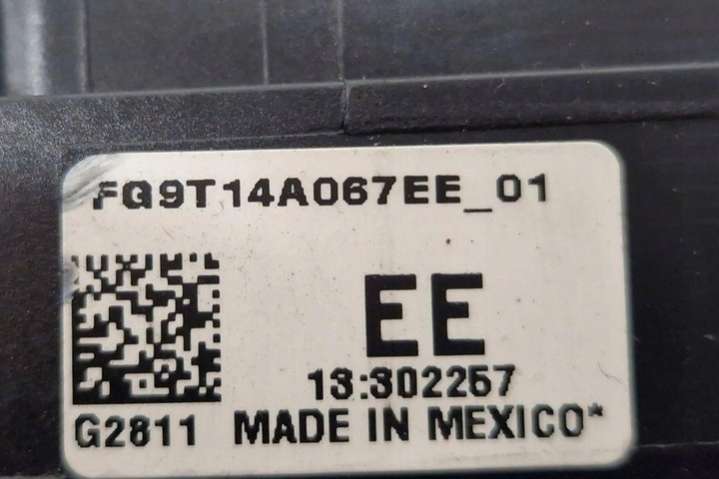 FG9T14A067EE_01
EE
13:302257
G2811 MADE IN MEXICO*